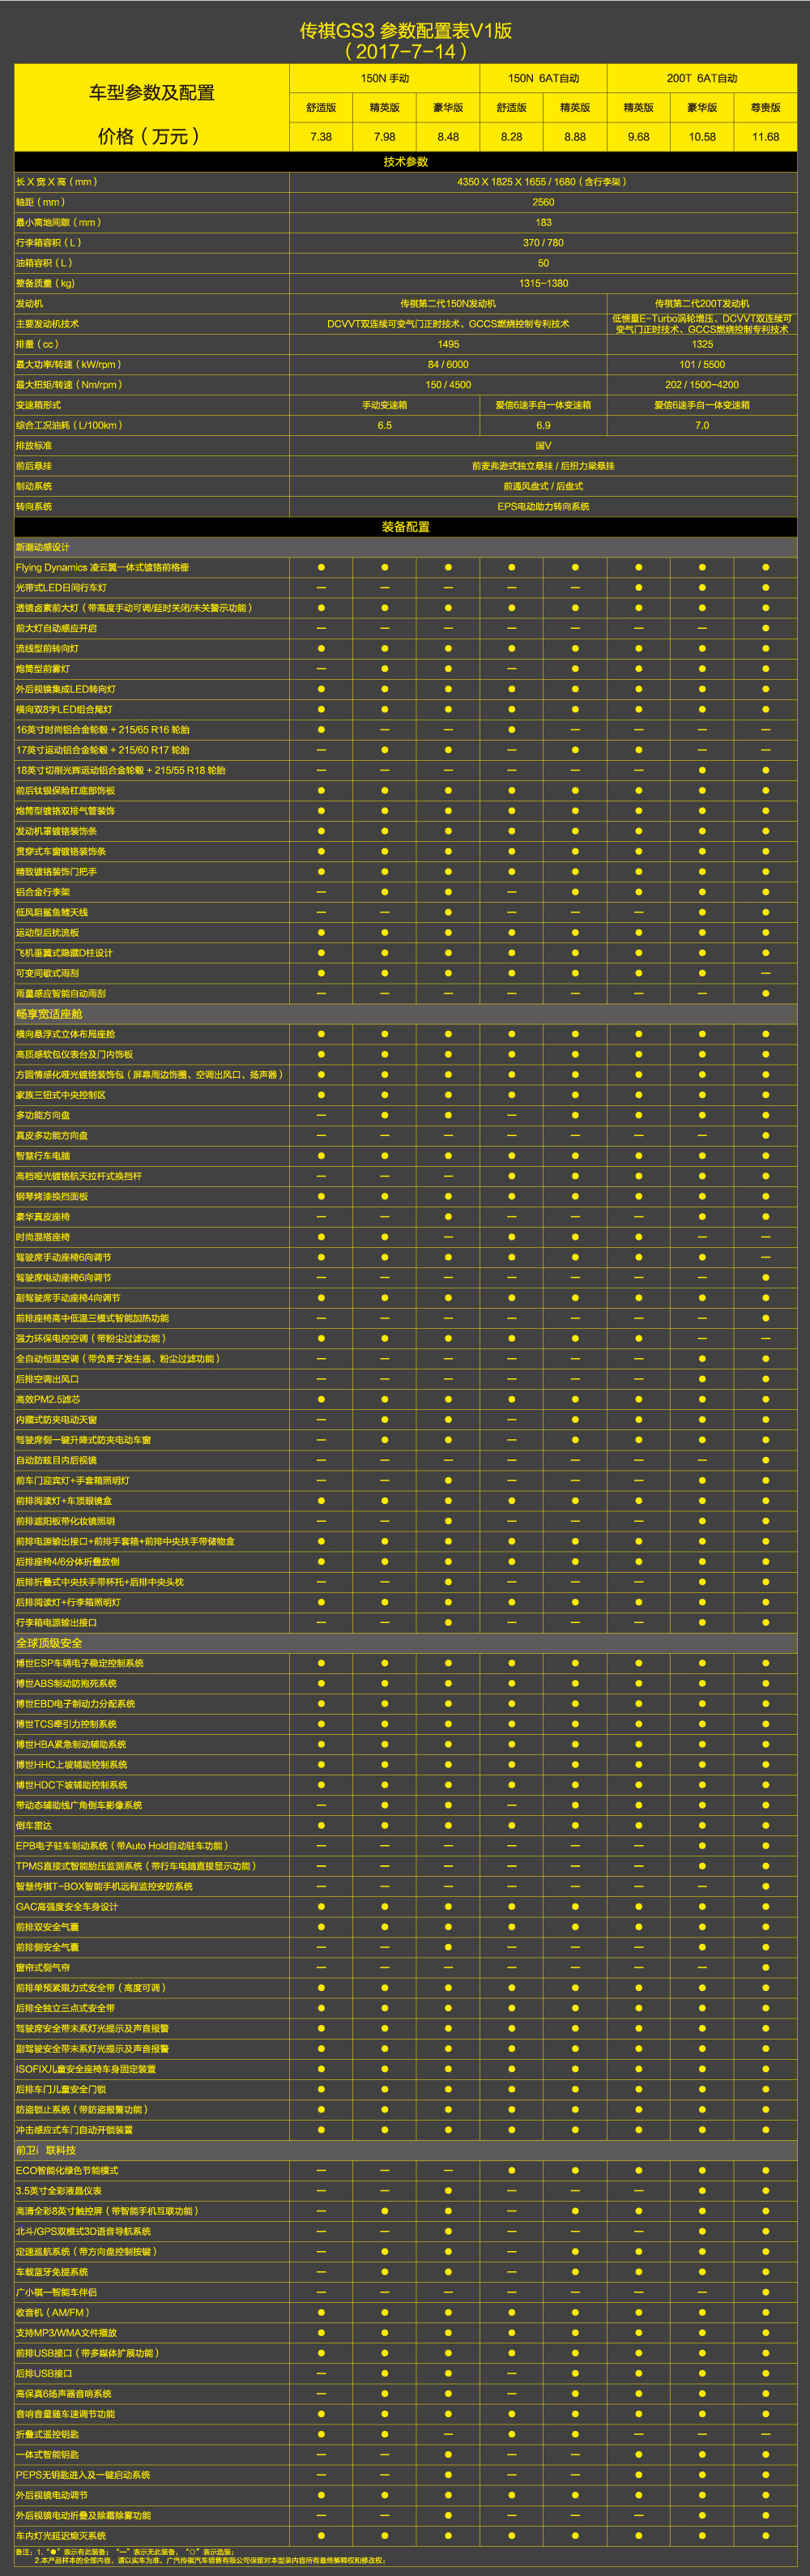 传祺GS3 参数配置表V1版
（2017-7-14）
车型参数及配置 150N 手动 150N 6AT自动 200T 6AT自动
舒适版 精英版 豪华版 舒适版 精英版 精英版 豪华版 尊贵版
价格（万元） 7.38 7.98 8.48 8.28 8.88 9.68 10.58 11.68
技术参数
长 X 宽 X 高（mm） 4350 X 1825 X 1655 / 1680（含行李架）
轴距（mm） 2560
最小离地间隙（mm） 183
行李箱容积（L） 370 / 780
油箱容积（L） 50
整备质量（kg） 1315-1380
发动机 传祺第二代150N发动机 传祺第二代200T发动机
主要发动机技术 DCVVT双连续可变气门正时技术、GCCS燃烧控制专利技术 低惯量E-Turbo涡轮增压、DCVVT双连续可
变气门正时技术、GCCS燃烧控制专利技术
排量（cc） 1495 1325
最大功率/转速（kW/rpm） 84 / 6000 101 / 5500
最大扭矩/转速（Nm/rpm） 150 / 4500 202 / 1500-4200
变速箱形式 手动变速箱 爱信6速手自一体变速箱 爱信6速手自一体变速箱
综合工况油耗（L/100km） 6.5 6.9 7.0
排放标准 国V
前后悬挂 前麦弗逊式独立悬挂 / 后扭力梁悬挂
制动系统 前通风盘式 / 后盘式
转向系统 EPS电动助力转向系统
装备配置
新潮动感设计
Flying Dynamics 凌云翼一体式镀铬前格栅 ● ● ● ● ● ● ● ●
光带式LED日间行车灯 — — — — — ● ● ●
透镜卤素前大灯（带高度手动可调/延时关闭/未关警示功能） ● ● ● ● ● ● ● ●
前大灯自动感应开启 — — — — — — — ●
流线型前转向灯 ● ● ● ● ● ● ● ●
炮筒型前雾灯 — ● ● — ● ● ● ●
外后视镜集成LED转向灯 ● ● ● ● ● ● ● ●
横向双8字LED组合尾灯 ● ● ● ● ● ● ● ●
16英寸时尚铝合金轮毂 + 215/65 R16 轮胎 ● — — ● — — — —
17英寸运动铝合金轮毂 + 215/60 R17 轮胎 — ● ● — ● ● — —
18英寸切削光辉运动铝合金轮毂 + 215/55 R18 轮胎 — — — — — — ● ●
前后钛银保险杠底部饰板 ● ● ● ● ● ● ● ●
炮筒型镀铬双排气管装饰 ● ● ● ● ● ● ● ●
发动机罩镀铬装饰条 ● ● ● ● ● ● ● ●
贯穿式车窗镀铬装饰条 ● ● ● ● ● ● ● ●
精致镀铬装饰门把手 ● ● ● ● ● ● ● ●
铝合金行李架 — ● ● — ● ● ● ●
低风阻鲨鱼鳍天线 — — ● — — — ● ●
运动型后扰流板 ● ● ● ● ● ● ● ●
飞机垂翼式隐藏D柱设计 ● ● ● ● ● ● ● ●
可变间歇式雨刮 ● ● ● ● ● ● ● —
雨量感应智能自动雨刮 — — — — — — — ●
畅享宽适座舱
横向悬浮式立体布局座舱 ● ● ● ● ● ● ● ●
高质感软包仪表台及门内饰板 ● ● ● ● ● ● ● ●
方圆情感化哑光镀铬装饰包（屏幕周边饰圈、空调出风口、扬声器） ● ● ● ● ● ● ● ●
家族三钮式中央控制区 ● ● ● ● ● ● ● ●
多功能方向盘 — ● ● — ● ● ● ●
真皮多功能方向盘 — — — — — — — ●
智慧行车电脑 ● ● ● ● ● ● ● ●
高档哑光镀铬航天拉杆式换挡杆 — — — ● ● ● ● ●
钢琴烤漆换挡面板 ● ● ● ● ● ● ● ●
豪华真皮座椅 — — ● — — — ● ●
时尚混搭座椅 ● ● — ● ● ● — —
驾驶席手动座椅6向调节 ● ● ● ● ● ● ● —
驾驶席电动座椅6向调节 — — — — — — — ●
副驾驶席手动座椅4向调节 ● ● ● ● ● ● ● ●
前排座椅高中低温三模式智能加热功能 — — — — — — — ●
强力环保电控空调（带粉尘过滤功能） ● ● ● ● ● ● — —
全自动恒温空调（带负离子发生器、粉尘过滤功能） — — — — — — ● ●
后排空调出风口 — — — — — — ● ●
高效PM2.5滤芯 ● ● ● ● ● ● ● ●
内藏式防夹电动天窗 — ● ● — ● ● ● ●
驾驶席侧一键升降式防夹电动车窗 — ● ● — ● ● ● ●
自动防眩目内后视镜 — — — — — — — ●
前车门迎宾灯+手套箱照明灯 — — ● — — — ● ●
前排阅读灯+车顶眼镜盒 ● ● ● ● ● ● ● ●
前排遮阳板带化妆镜照明 — — ● — — — ● ●
前排电源输出接口+前排手套箱+前排中央扶手带储物盒 ● ● ● ● ● ● ● ●
后排座椅4/6分体折叠放倒 ● ● ● ● ● ● ● ●
后排折叠式中央扶手带杯托+后排中央头枕 — — ● — — — ● ●
后排阅读灯+行李箱照明灯 ● ● ● ● ● ● ● ●
行李箱电源输出接口 — — ● — — — ● ●
全球顶级安全
博世ESP车辆电子稳定控制系统 ● ● ● ● ● ● ● ●
博世ABS制动防抱死系统 ● ● ● ● ● ● ● ●
博世EBD电子制动力分配系统 ● ● ● ● ● ● ● ●
博世TCS牵引力控制系统 ● ● ● ● ● ● ● ●
博世HBA紧急制动辅助系统 ● ● ● ● ● ● ● ●
博世HHC上坡辅助控制系统 ● ● ● ● ● ● ● ●
博世HDC下坡辅助控制系统 ● ● ● ● ● ● ● ●
带动态辅助线广角倒车影像系统 — ● ● — ● ● ● ●
倒车雷达 ● ● ● ● ● ● ● ●
EPB电子驻车制动系统（带Auto Hold自动驻车功能） — — — — — — ● ●
TPMS直接式智能胎压监测系统（带行车电脑直接显示功能） — — — — — — ● ●
智慧传祺T-BOX智能手机远程监控安防系统 — — — — — — — ●
GAC高强度安全车身设计 ● ● ● ● ● ● ● ●
前排双安全气囊 ● ● ● ● ● ● ● ●
前排侧安全气囊 — — ● — — — ● ●
窗帘式侧气帘 — — — — — — — ●
前排单预紧限力式安全带（高度可调） ● ● ● ● ● ● ● ●
后排全独立三点式安全带 ● ● ● ● ● ● ● ●
驾驶席安全带未系灯光提示及声音报警 ● ● ● ● ● ● ● ●
副驾驶安全带未系灯光提示及声音报警 ● ● ● ● ● ● ● ●
ISOFIX儿童安全座椅车身固定装置 ● ● ● ● ● ● ● ●
后排车门儿童安全门锁 ● ● ● ● ● ● ● ●
防盗锁止系统（带防盗报警功能） ● ● ● ● ● ● ● ●
冲击感应式车门自动开锁装置 ● ● ● ● ● ● ● ●
前卫i 联科技
ECO智能化绿色节能模式 — — — ● ● ● ● ●
3.5英寸全彩液晶仪表 — — ● — — ● ● ●
高清全彩8英寸触控屏（带智能手机互联功能） — ● ● — ● ● ● ●
北斗/GPS双模式3D语音导航系统 — — ● — — — ● ●
定速巡航系统（带方向盘控制按键） — ● ● — ● ● ● ●
车载蓝牙免提系统 — ● ● — ● ● ● ●
广小祺—智能车伴侣 — — — — — — — ●
收音机（AM/FM） ● ● ● ● ● ● ● ●
支持MP3/WMA文件播放 ● ● ● ● ● ● ● ●
前排USB接口（带多媒体扩展功能） ● ● ● ● ● ● ● ●
后排USB接口 — ● ● — ● ● ● ●
高保真6扬声器音响系统 — ● ● — ● ● ● ●
音响音量随车速调节功能 ● ● ● ● ● ● ● ●
折叠式遥控钥匙 ● ● — ● ● — — —
一体式智能钥匙 — — ● — — ● ● ●
PEPS无钥匙进入及一键启动系统 — — ● — — ● ● ●
外后视镜电动调节 ● ● ● ● ● ● ● ●
外后视镜电动折叠及除霜除雾功能 — — ● — — — ● ●
车内灯光延迟熄灭系统 ● ● ● ● ● ● ● ●
备注：1.“●”表示有此装备；“—”表示无此装备，“○”表示选装；
2.本产品样本的全部内容，请以实车为准，广汽传祺汽车销售有限公司保留对本型录内容所有最终解释权和修改权；